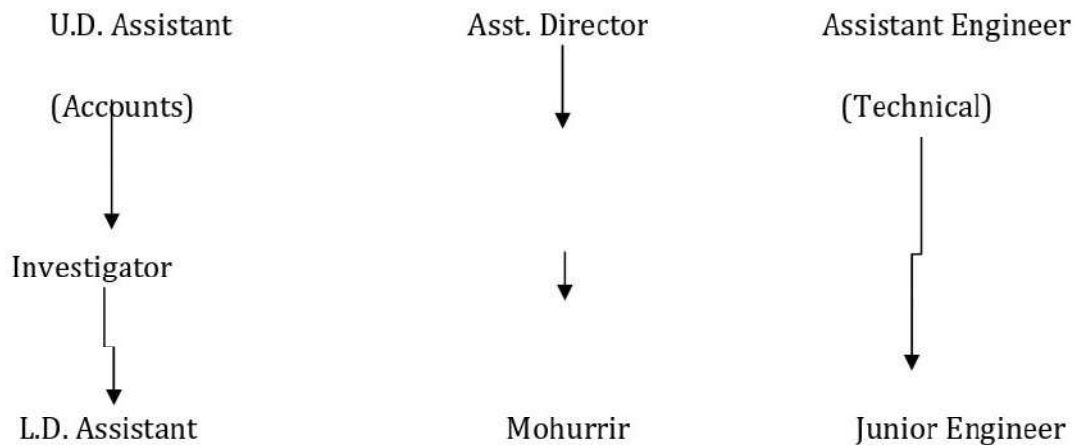 U.D. Assistant Asst. Director Assistant Engineer
(Accounts) (Technical)
Investigator
L.D. Assistant Mohurrir Junior Engineer